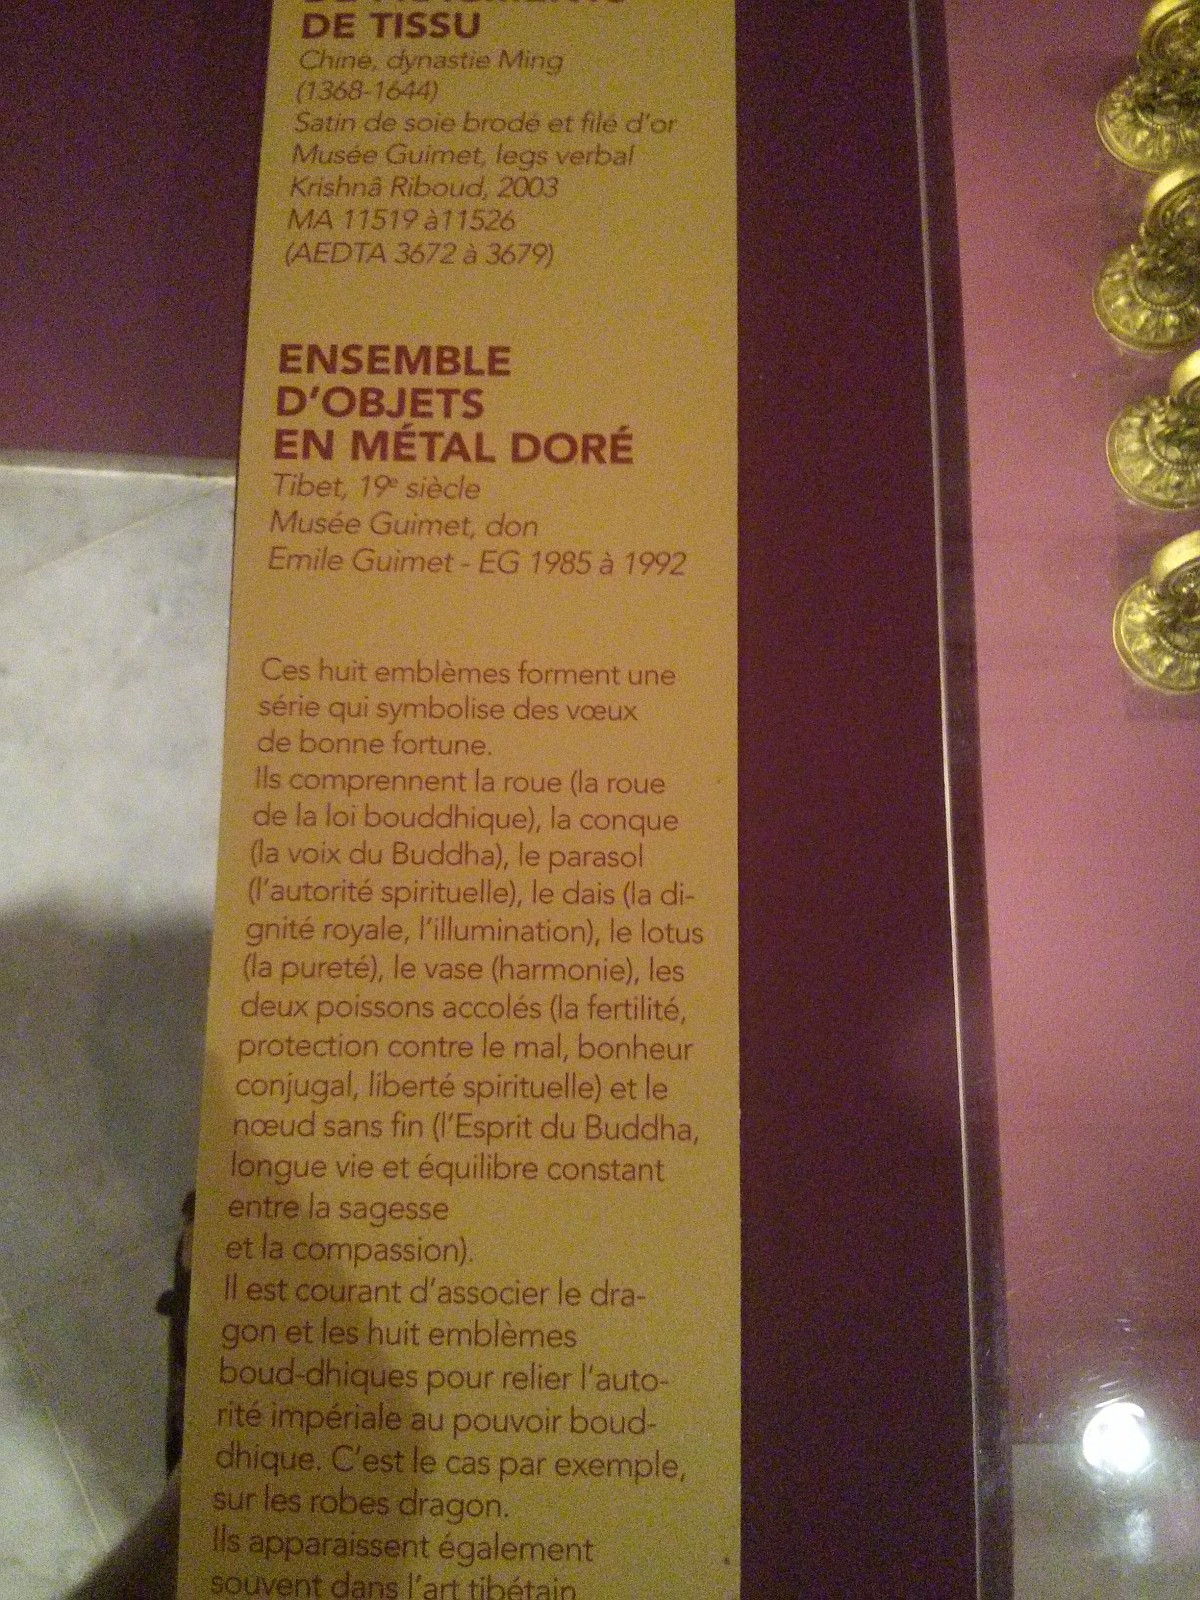 DE FRAGMENTS
DE TISSU
Chine, dynastie Ming
(1368-1644)
Satin de soie brodé et filé d'or
Musée Guimet, legs verbal
Krishnâ Riboud, 2003
MA 11519 à11526
(AEDTA 3672 à 3679)
ENSEMBLE
D'OBJETS
EN MÉTAL DORÉ
Tibet, 19e siècle
Musée Guimet, don
Emile Guimet - EG 1985 à 1992
Ces huit emblèmes forment une
série qui symbolise des vœux
de bonne fortune.
Ils comprennent la roue (la roue
de la loi bouddhique), la conque
(la voix du Buddha), le parasol
(l'autorité spirituelle), le dais (la di-
gnité royale, l'illumination), le lotus
(la pureté), le vase (harmonie), les
deux poissons accolés (la fertilité,
protection contre le mal, bonheur
conjugal, liberté spirituelle) et le
nœud sans fin (l'Esprit du Buddha,
longue vie et équilibre constant
entre la sagesse
et la compassion).
Il est courant d'associer le dra-
gon et les huit emblèmes
boud-dhiques pour relier l'auto-
rité impériale au pouvoir boud-
dhique. C'est le cas par exemple,
sur les robes dragon.
Ils apparaissent également
souvent dans l'art tibétain